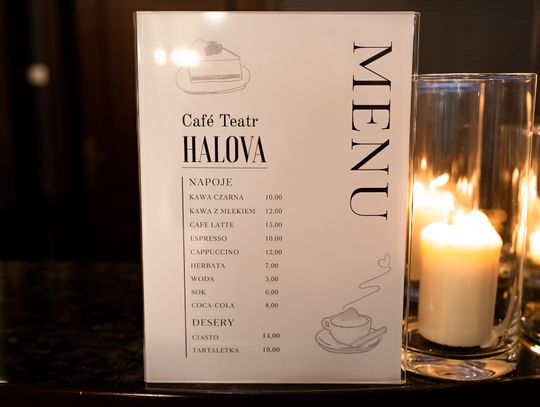 Café Teatr
HALOVA
MENU
NAPOJE
KAWA CZARNA 10,00
KAWA Z MLEKIEM 12,00
CAFE LATTE 15,00
ESPRESSO 10,00
CAPPUCCINO 12,00
HERBATA 7,00
WODA 5,00
SOK 6,00
COCA-COLA 8,00
DESERY
CIASTO 14,00
TARTALETKA 10,00